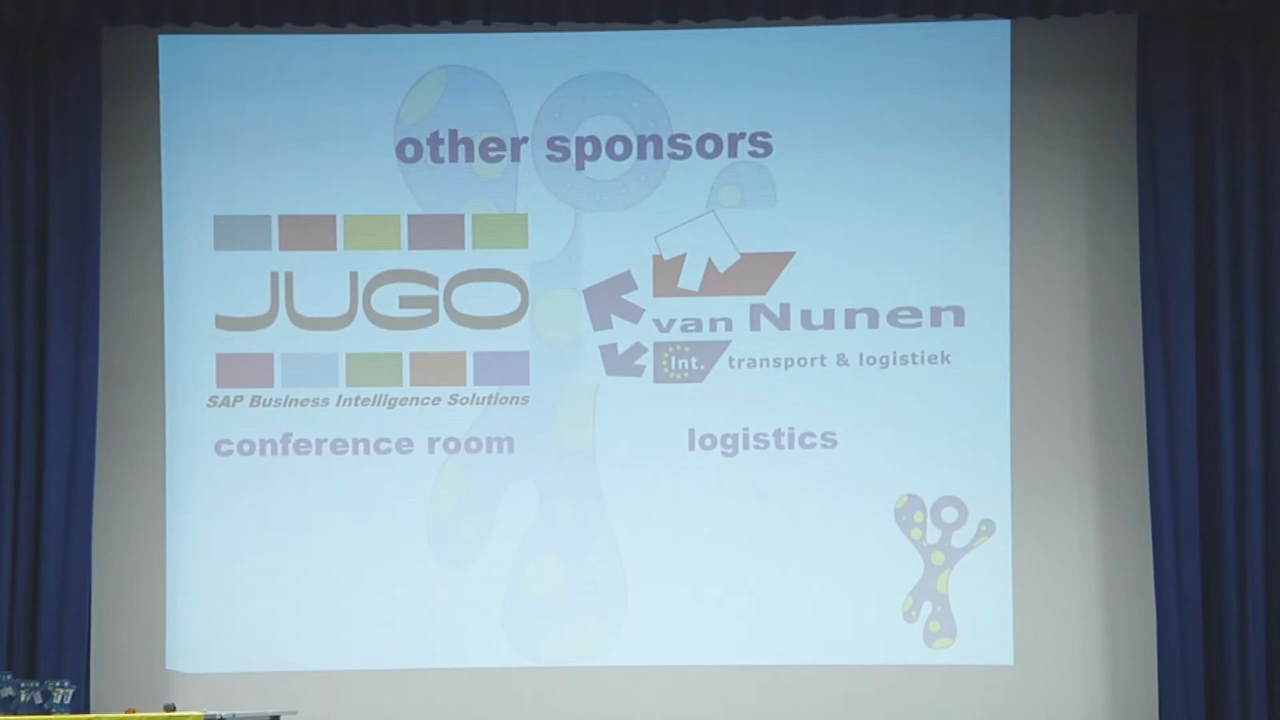 other sponsors
JUGO
SAP Business Intelligence Solutions
conference room
van Nunen
Int. transport & logistiek
logistics